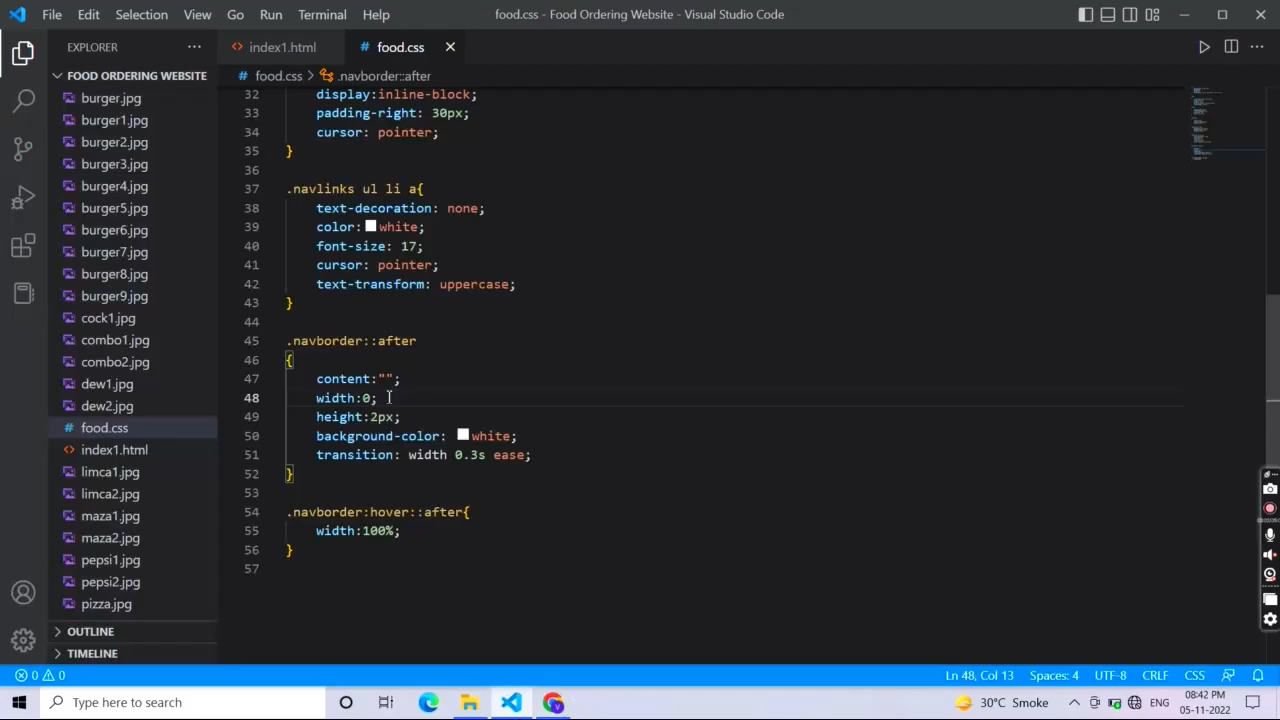 File Edit Selection View Go Run Terminal Help
food.css - Food Ordering Website - Visual Studio Code
EXPLORER
index1.html
# food.css
FOOD ORDERING WEBSITE
# food.css > .navborder::after
burger.jpg
burger1.jpg
burger2.jpg
burger3.jpg
burger4.jpg
burger5.jpg
burger6.jpg
burger7.jpg
burger8.jpg
burger9.jpg
cock1.jpg
combo1.jpg
combo2.jpg
dew1.jpg
dew2.jpg
# food.css
index1.html
limca1.jpg
limca2.jpg
maza1.jpg
maza2.jpg
pepsi1.jpg
pepsi2.jpg
pizza.jpg
OUTLINE
TIMELINE
32 display:inline-block;
33 padding-right: 30px;
34 cursor: pointer;
35 }
36
37 .navlinks ul li a{
38 text-decoration: none;
39 color: white;
40 font-size: 17;
41 cursor: pointer;
42 text-transform: uppercase;
43 }
44
45 .navborder::after
46 {
47 content:"";
48 width:0;
49 height:2px;
50 background-color: white;
51 transition: width 0.3s ease;
52 }
53
54 .navborder:hover::after{
55 width:100%;
56 }
57
0 0 Ln 48, Col 13 Spaces: 4 UTF-8 CRLF CSS
Type here to search
30°C Smoke
ENG
08:42 PM
05-11-2022